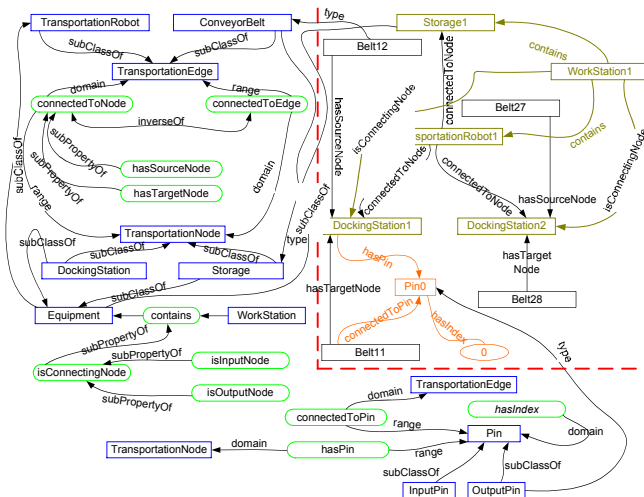 TransportationRobot
ConveyorBelt
type
Storage1
subClassOf
subClassOf
Belt12
contains
TransportationEdge
WorkStation1
domain
range
connectedToNode
connectedToNode
connectedToEdge
hasSourceNode
isConnectingNode
Belt27
inverseOf
subClassOf
subPropertyOf
hasSourceNode
sportationRobot1
contains
isConnectingNode
subPropertyOf
hasTargetNode
domain
connectedToNode
connectedToNode
range
subClassOf
hasSourceNode
TransportationNode
DockingStation1
DockingStation2
subClassOf
subClassOf
subClassOf
type
hasPin
hasTarget
Node
DockingStation
Storage
Pin0
subClassOf
hasTargetNode
Belt28
Equipment
contains
WorkStation
connectedToPin
hasIndex
subPropertyOf
Belt11
0
type
isConnectingNode
isInputNode
subPropertyOf
isOutputNode
subPropertyOf
TransportationEdge
domain
hasIndex
connectedToPin
range
Pin
domain
TransportationNode
domain
hasPin
range
subClassOf
subClassOf
InputPin
OutputPin